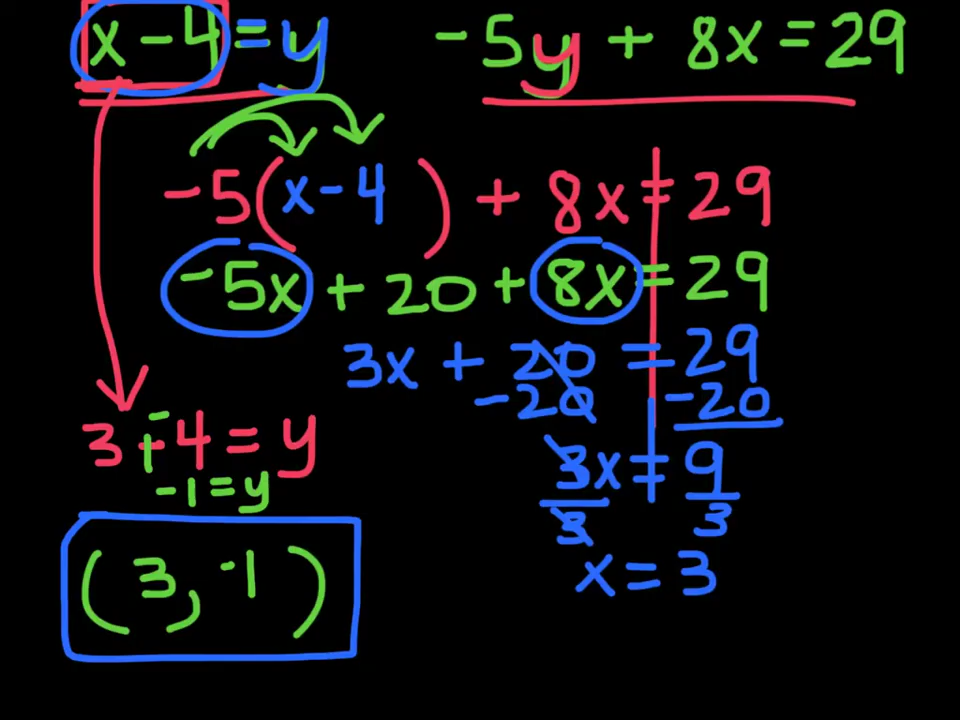 x - 4 = y
-5y + 8x = 29
-5(x - 4) + 8x = 29
-5x + 20 + 8x = 29
3x + 20 = 29
-20 -20
3x = 9
3 3
x = 3
3 + -4 = y
-1 = y
(3, -1)